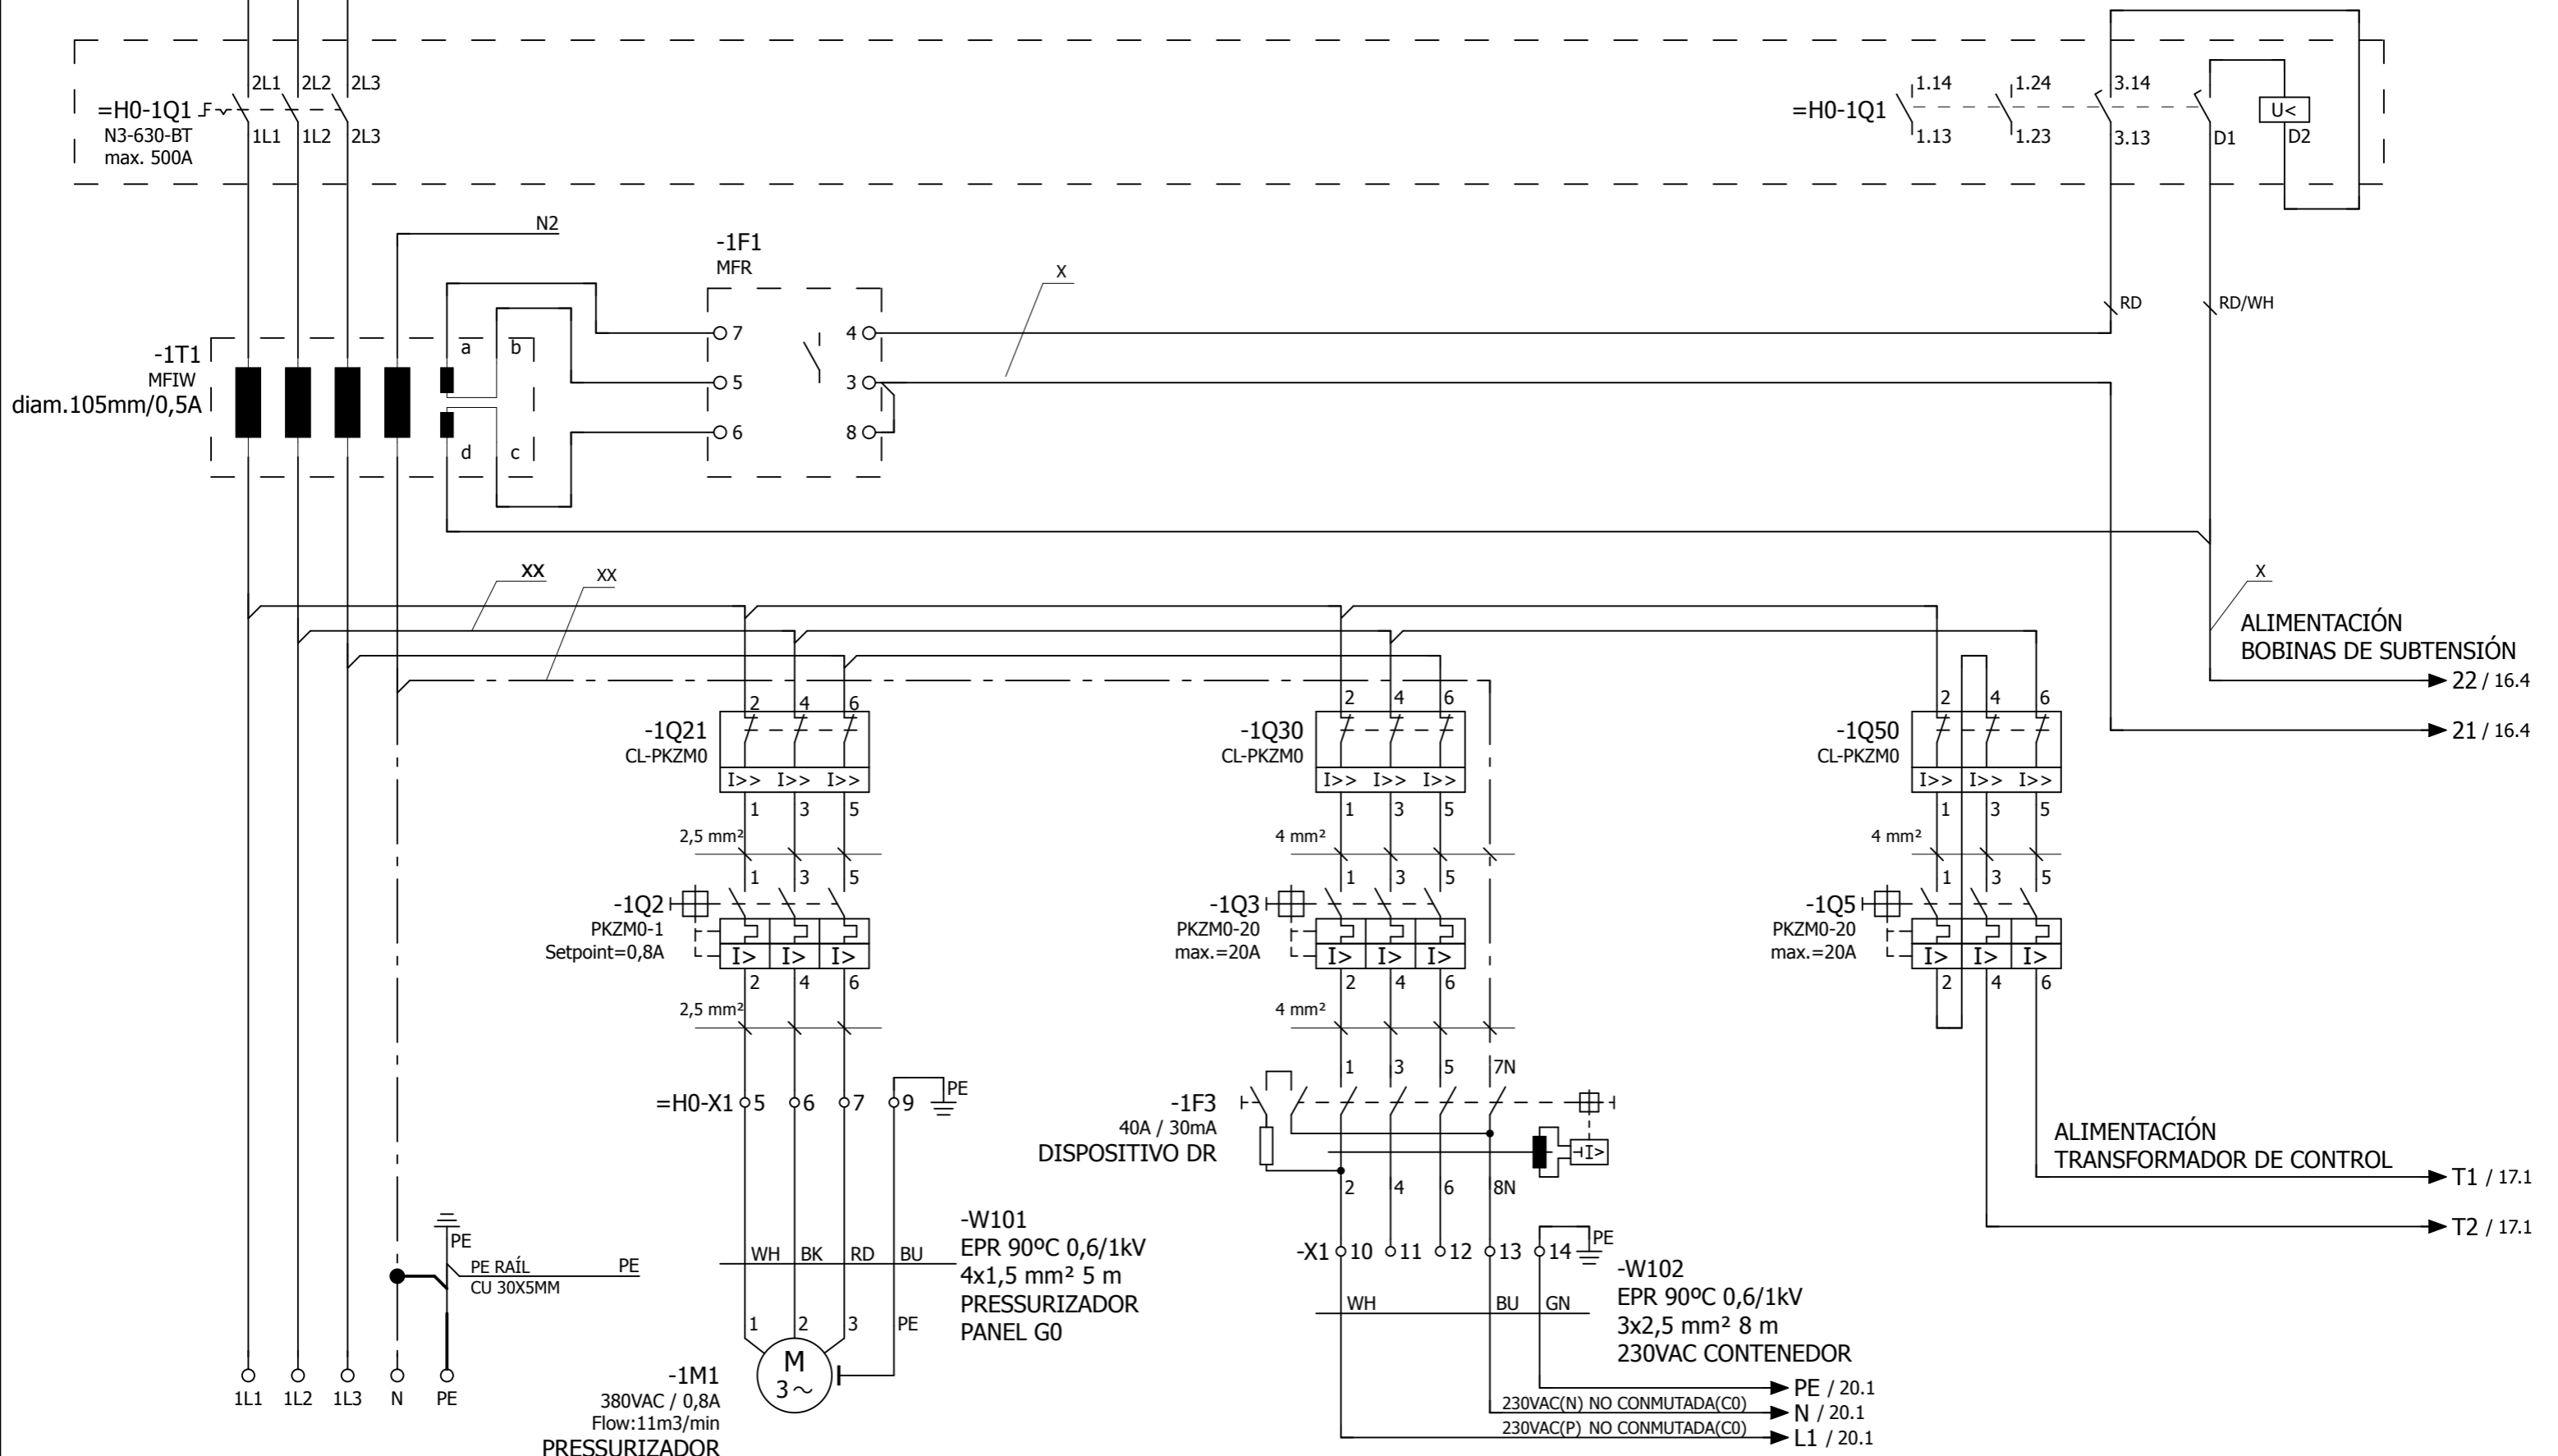 2L1 2L2 2L3
=H0-1Q1
N3-630-BT
max. 500A
1L1 1L2 2L3
=H0-1Q1
1.14 1.24 3.14
1.13 1.23 3.13 D1 D2
U<
N2
-1F1
MFR
X
RD RD/WH
-1T1
MFIW
diam.105mm/0,5A
a b
d c
7 4
5 3
6 8
XX XX
X
ALIMENTACIÓN
BOBINAS DE SUBTENSIÓN
22 / 16.4
21 / 16.4
2 4 6
-1Q21
CL-PKZM0
I>> I>> I>>
1 3 5
2,5 mm²
1 3 5
-1Q2
PKZM0-1
Setpoint=0,8A
I> I> I>
2 4 6
2,5 mm²
=H0-X1 5 6 7 9
PE
WH BK RD BU
-W101
EPR 90ºC 0,6/1kV
4x1,5 mm² 5 m
PRESSURIZADOR
PANEL G0
1 2 3 PE
M
3~
-1M1
380VAC / 0,8A
Flow:11m3/min
PRESSURIZADOR
2 4 6
-1Q30
CL-PKZM0
I>> I>> I>>
1 3 5
4 mm²
1 3 5
-1Q3
PKZM0-20
max.=20A
I> I> I>
2 4 6
4 mm²
1 3 5 7N
-1F3
40A / 30mA
DISPOSITIVO DR
I>
2 4 6 8N
-X1 10 11 12 13 14
PE
WH BU GN
-W102
EPR 90ºC 0,6/1kV
3x2,5 mm² 8 m
230VAC CONTENEDOR
PE / 20.1
230VAC(N) NO CONMUTADA(C0)
N / 20.1
230VAC(P) NO CONMUTADA(C0)
L1 / 20.1
2 4 6
-1Q50
CL-PKZM0
I>> I>> I>>
1 3 5
4 mm²
1 3 5
-1Q5
PKZM0-20
max.=20A
I> I> I>
2 4 6
ALIMENTACIÓN
TRANSFORMADOR DE CONTROL
T1 / 17.1
T2 / 17.1
PE
PE RAÍL
CU 30X5MM
PE
1L1 1L2 1L3 N PE